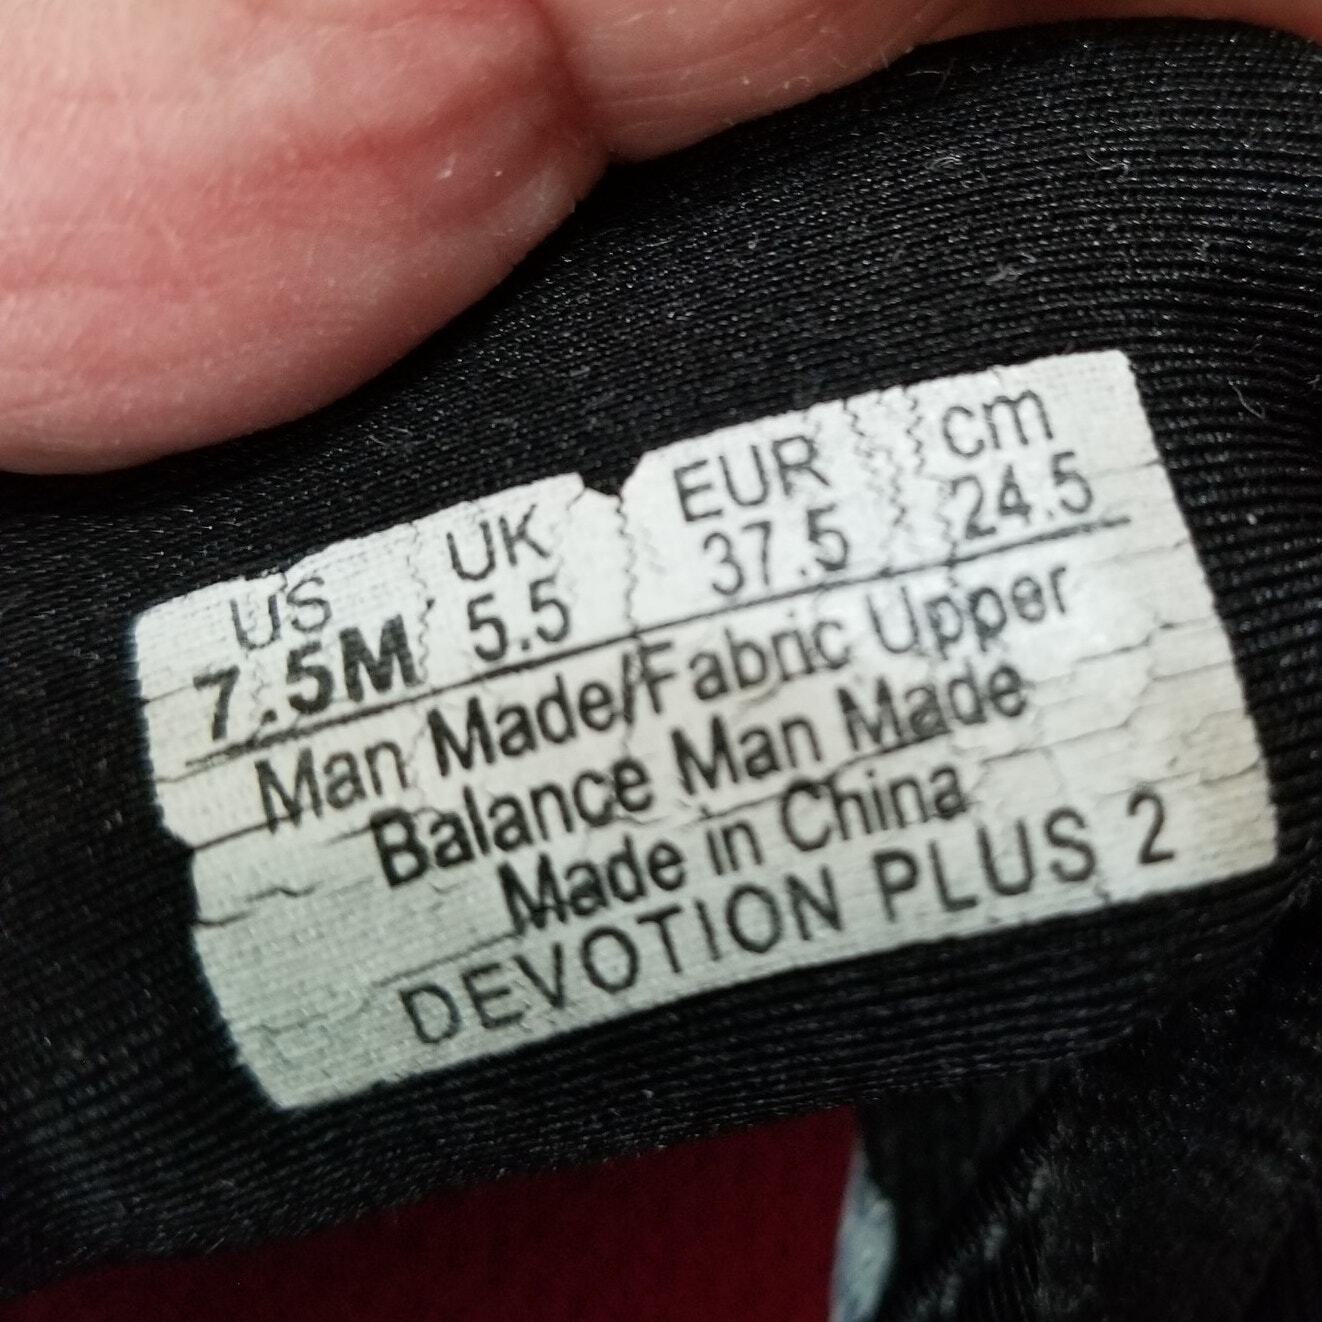 US UK EUR cm
7.5M 5.5 37.5 24.5
Man Made/Fabric Upper
Balance Man Made
Made in China
DEVOTION PLUS 2